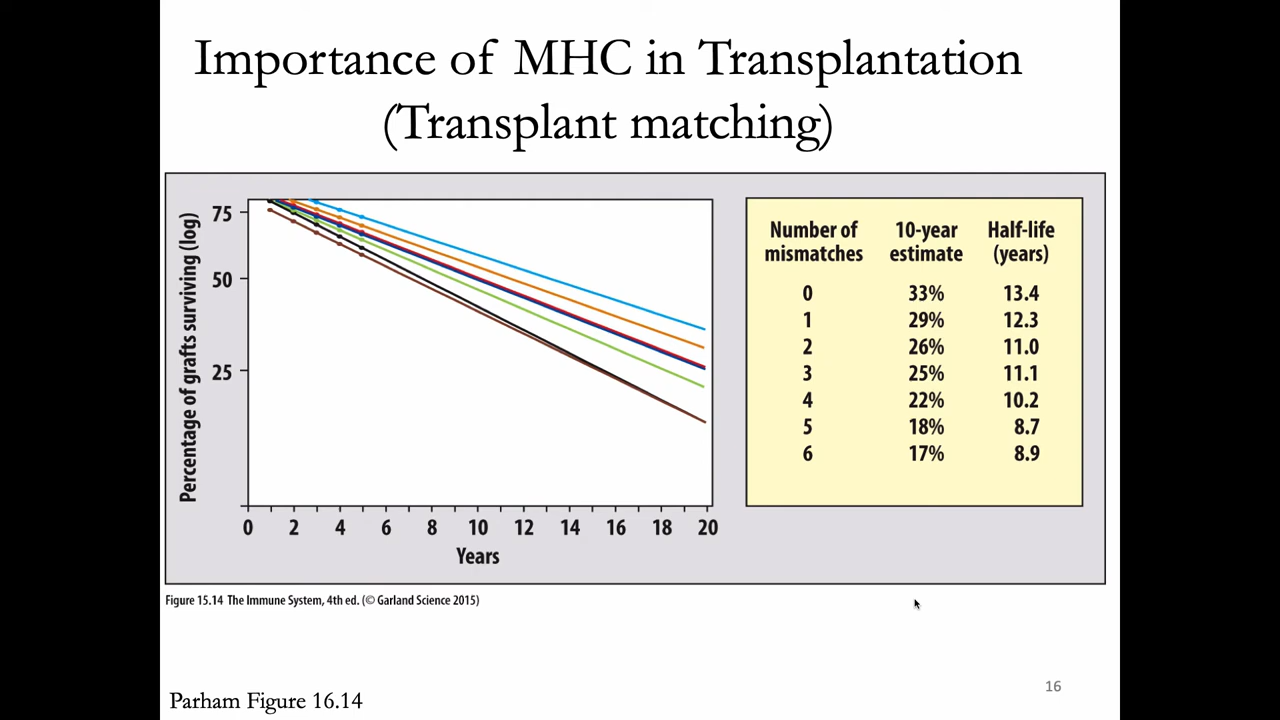 Importance of MHC in Transplantation
(Transplant matching)
Percentage of grafts surviving (log)
75
50
25
0 2 4 6 8 10 12 14 16 18 20
Years
Number of mismatches 10-year estimate Half-life (years)
0 33% 13.4
1 29% 12.3
2 26% 11.0
3 25% 11.1
4 22% 10.2
5 18% 8.7
6 17% 8.9
Figure 15.14 The Immune System, 4th ed. (© Garland Science 2015)
16
Parham Figure 16.14